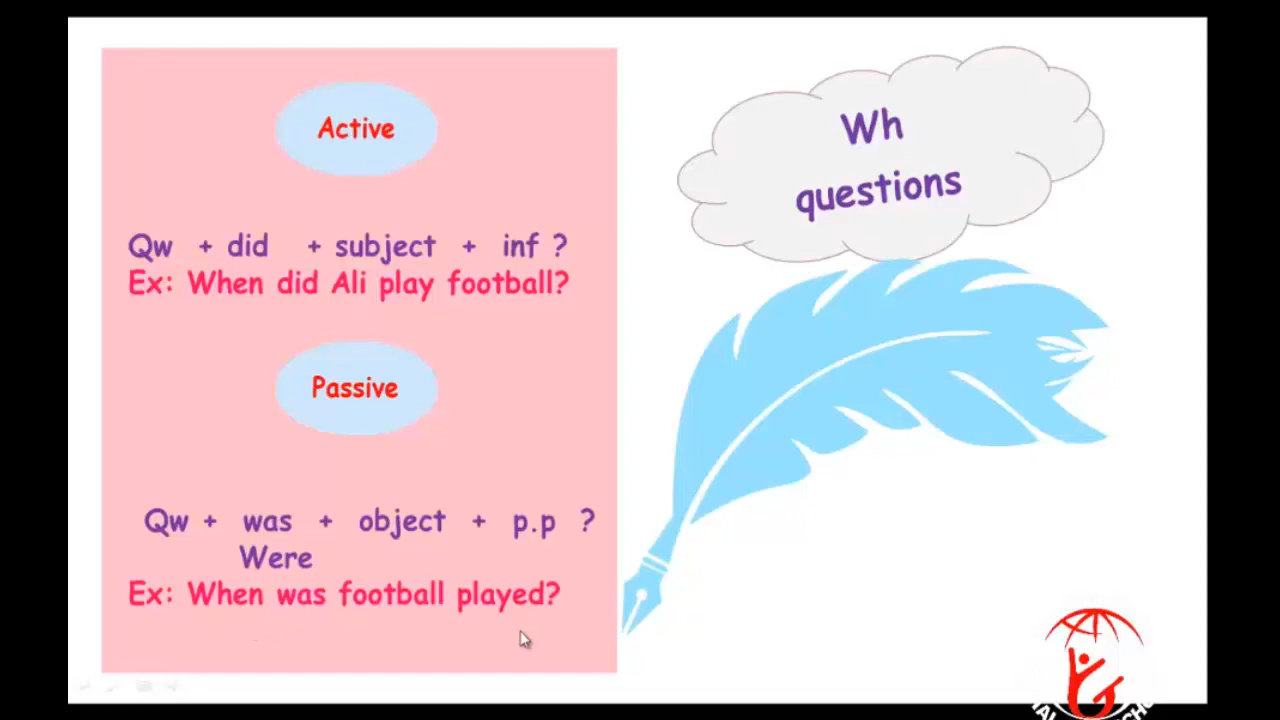 Active
Qw + did + subject + inf ?
Ex: When did Ali play football?
Passive
Qw + was + object + p.p ?
Were
Ex: When was football played?
Wh
questions